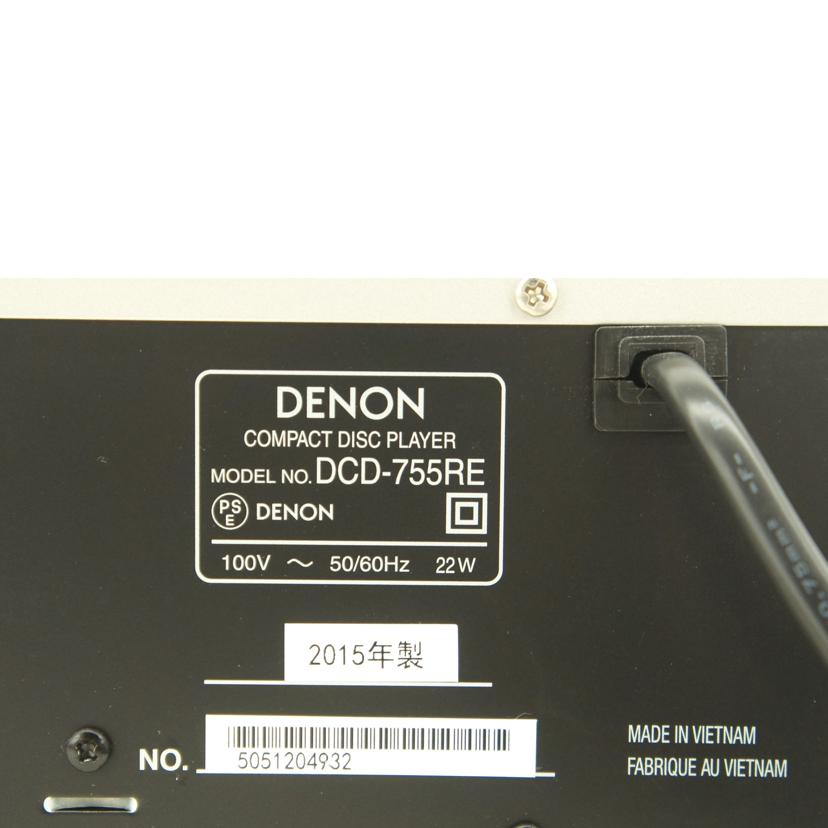 DENON
COMPACT DISC PLAYER
MODEL NO. DCD-755RE
PS
E
DENON
100V ～ 50/60Hz 22W
2015年製
NO. 5051204932
MADE IN VIETNAM
FABRIQUE AU VIETNAM